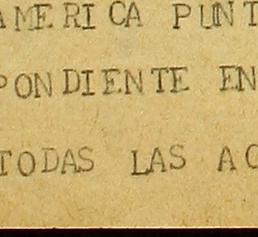 AMERICA PUNT
PONDIENTE EN
TODAS LAS AC